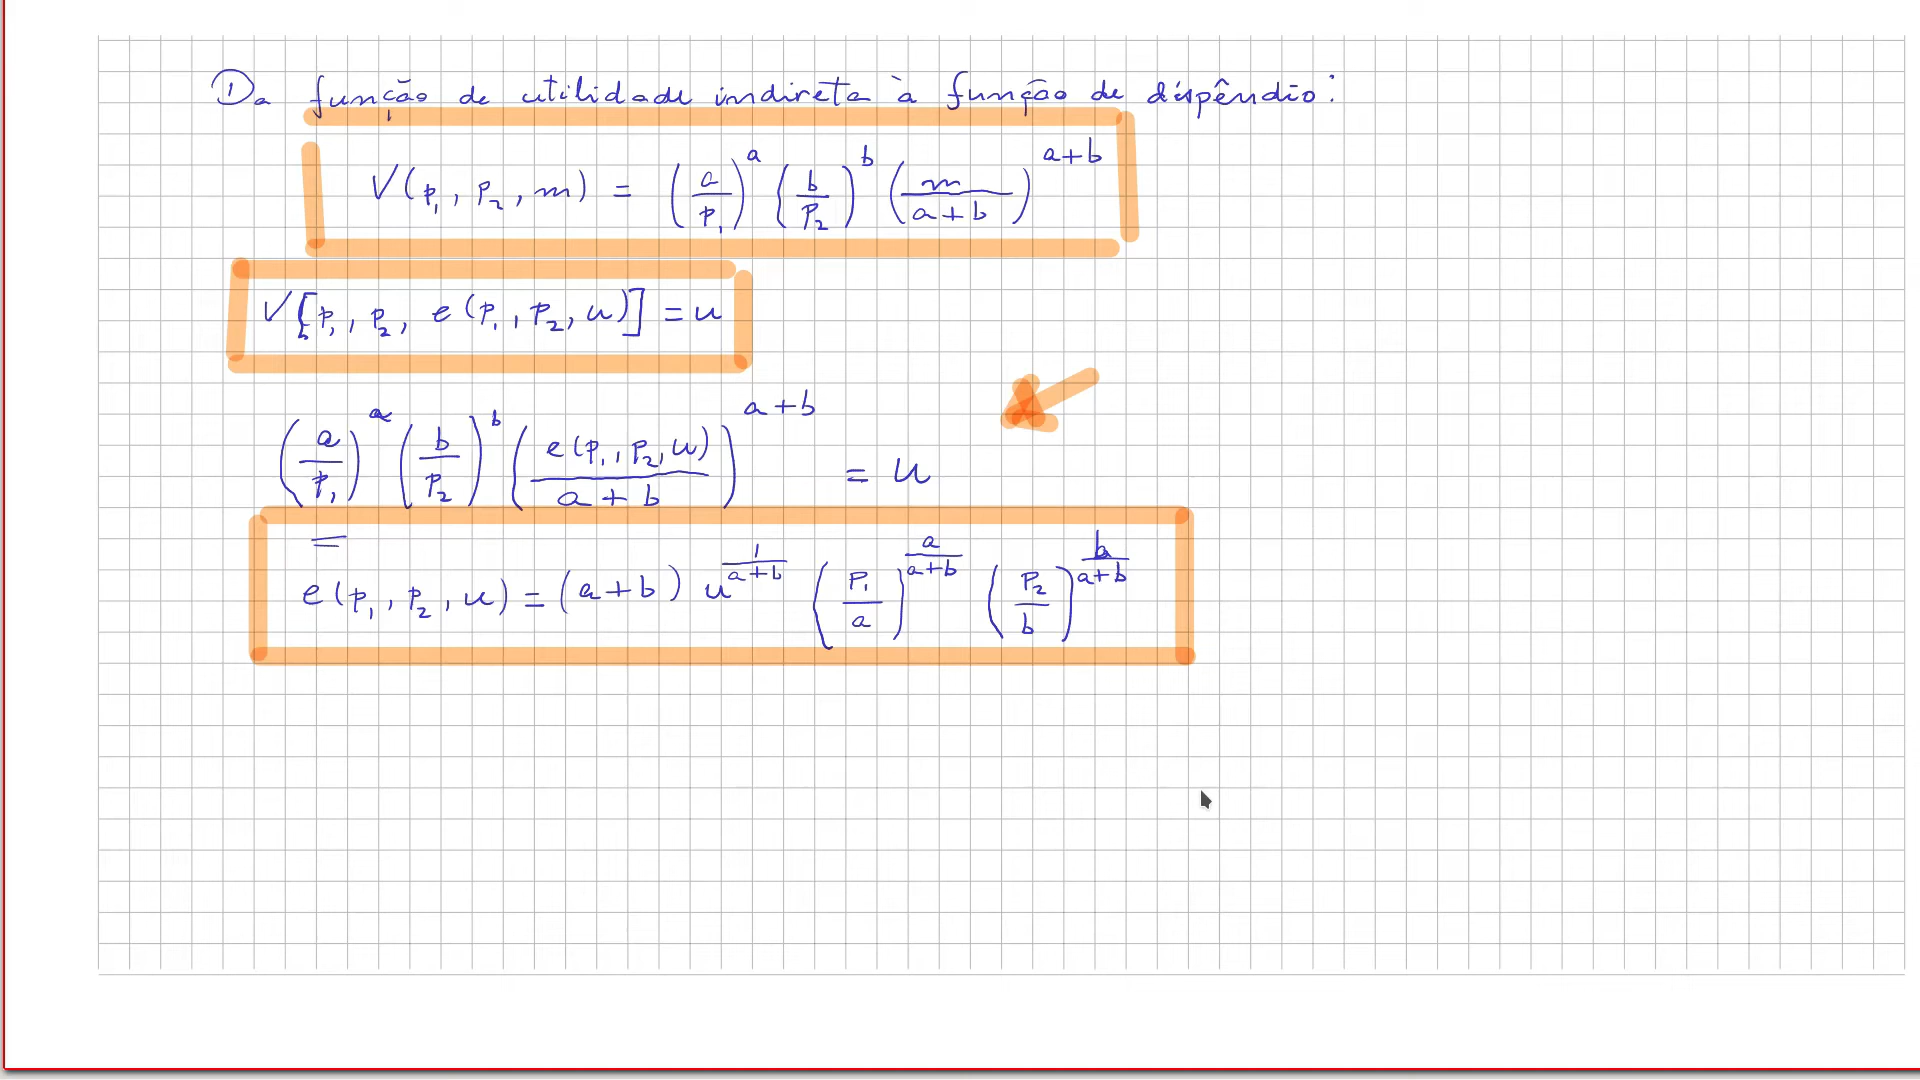 Da função de utilidade indireta à função de dispêndio:
V(p₁, p₂, m) = (a/p₁)^a (b/p₂)^b (m/(a+b))^(a+b)
V[p₁, p₂, e(p₁, p₂, u)] = u
(a/p₁)^a (b/p₂)^b (e(p₁, p₂, u)/(a+b))^(a+b) = u
=
e(p₁, p₂, u) = (a+b) u^(1/(a+b)) (p₁/a)^(a/(a+b)) (p₂/b)^(b/(a+b))